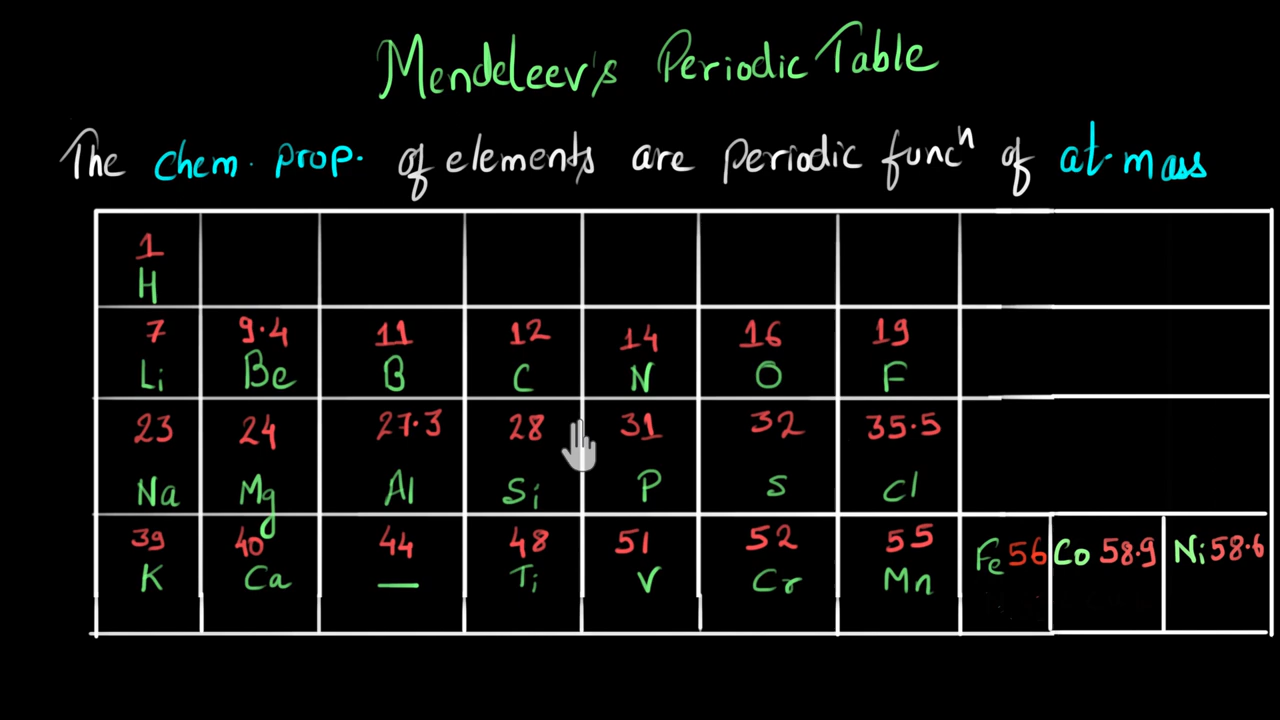 Mendeleev's Periodic Table
The chem. prop. of elements are periodic funcⁿ of at. mass
1
H
7 9.4 11 12 14 16 19
Li Be B C N O F
23 24 27.3 28 31 32 35.5
Na Mg Al Si P S Cl
39 40 44 48 51 52 55 Fe 56 Co 58.9 Ni 58.6
K Ca — Ti V Cr Mn